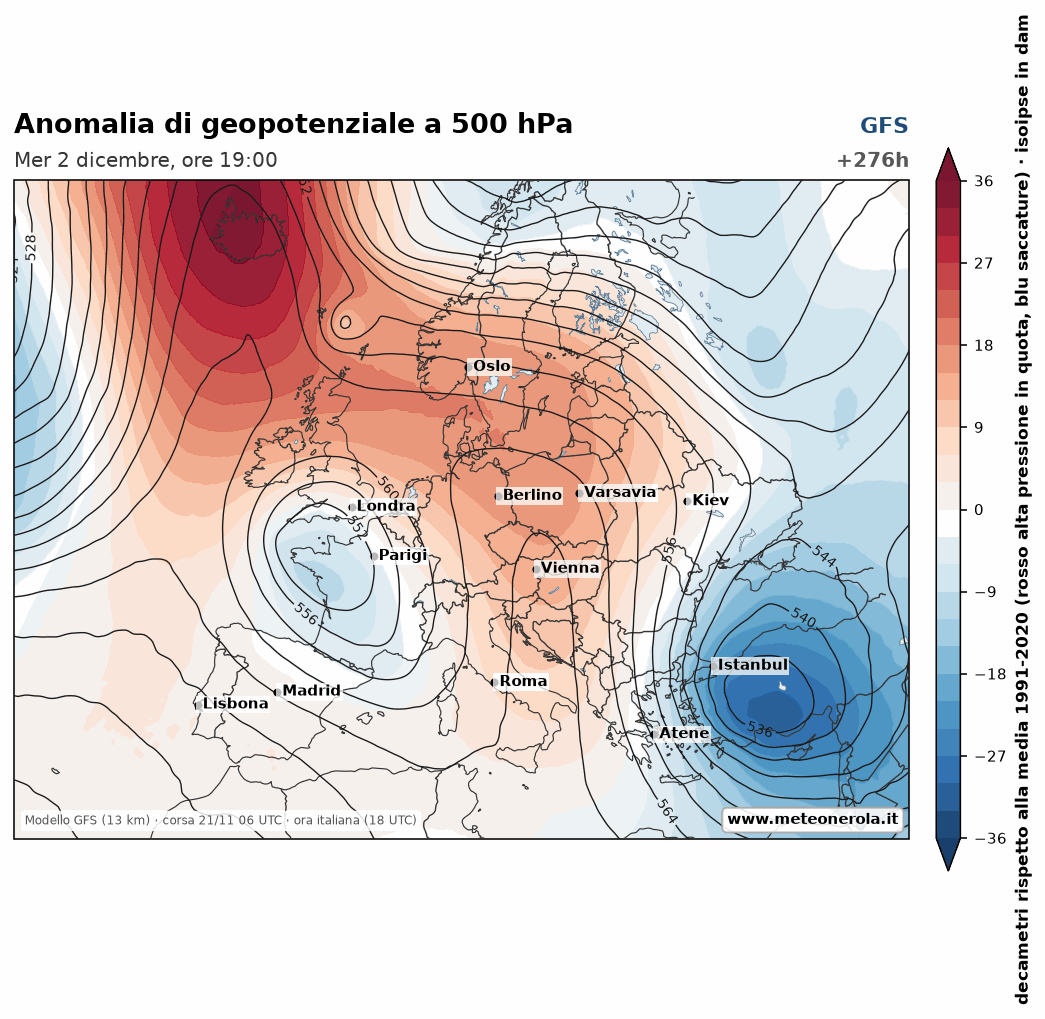 Anomalia di geopotenziale a 500 hPa
GFS
Mer 2 dicembre, ore 19:00
+276h
528
Oslo
560
Londra
Berlino
Varsavia
Kiev
Parigi
Vienna
556
544
556
540
Istanbul
Madrid
Roma
Lisbona
Atene
536
564
Modello GFS (13 km) · corsa 21/11 06 UTC · ora italiana (18 UTC)
www.meteonerola.it
36
27
18
9
0
−9
−18
−27
−36
decametri rispetto alla media 1991-2020 (rosso alta pressione in quota, blu saccature) · isoipse in dam